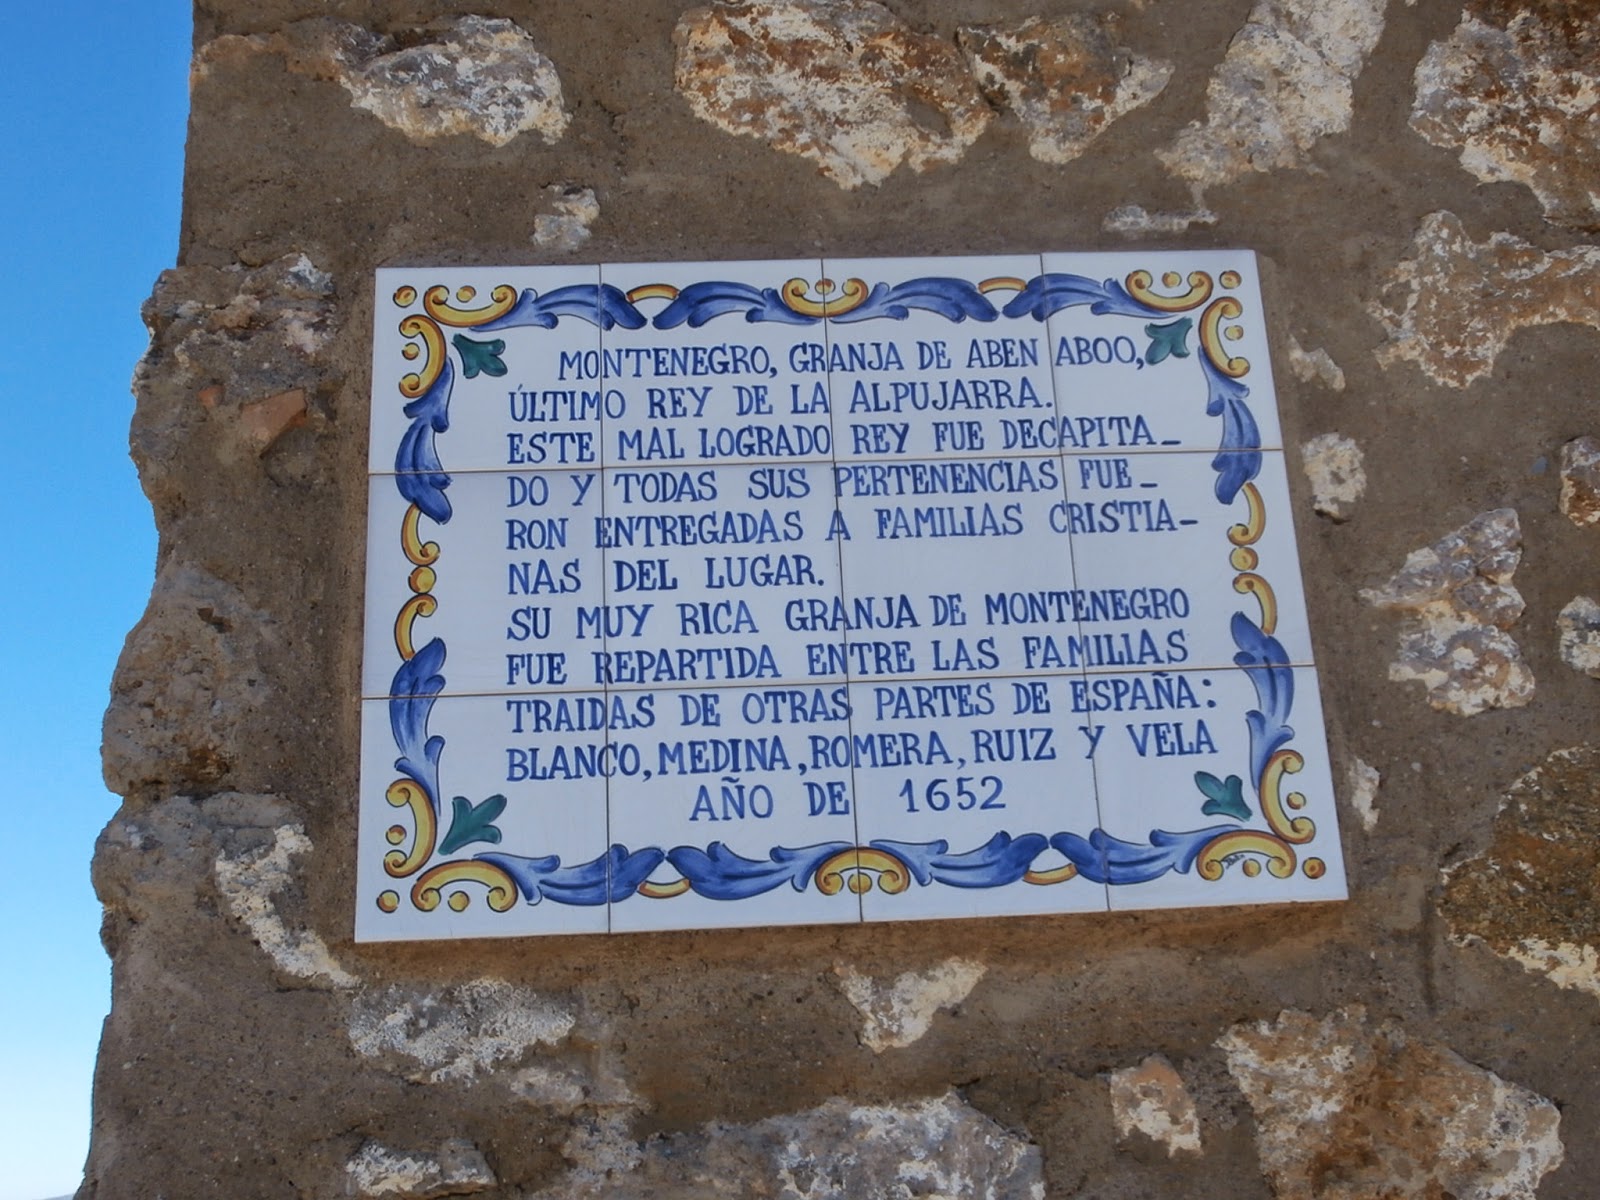 MONTENEGRO, GRANJA DE ABEN ABOO,
ÚLTIMO REY DE LA ALPUJARRA.
ESTE MAL LOGRADO REY FUE DECAPITA_
DO Y TODAS SUS PERTENENCIAS FUE_
RON ENTREGADAS A FAMILIAS CRISTIA-
NAS DEL LUGAR.
SU MUY RICA GRANJA DE MONTENEGRO
FUE REPARTIDA ENTRE LAS FAMILIAS
TRAIDAS DE OTRAS PARTES DE ESPAÑA:
BLANCO, MEDINA, ROMERA, RUIZ Y VELA
AÑO DE 1652